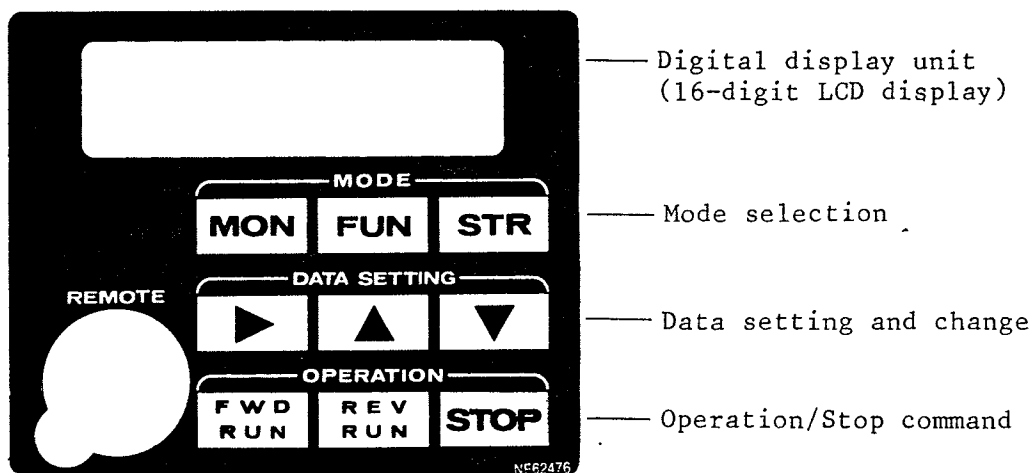 Digital display unit
(16-digit LCD display)
MODE
MON FUN STR
Mode selection
DATA SETTING
REMOTE
Data setting and change
OPERATION
FWD RUN
REV RUN
STOP
Operation/Stop command
NE62476